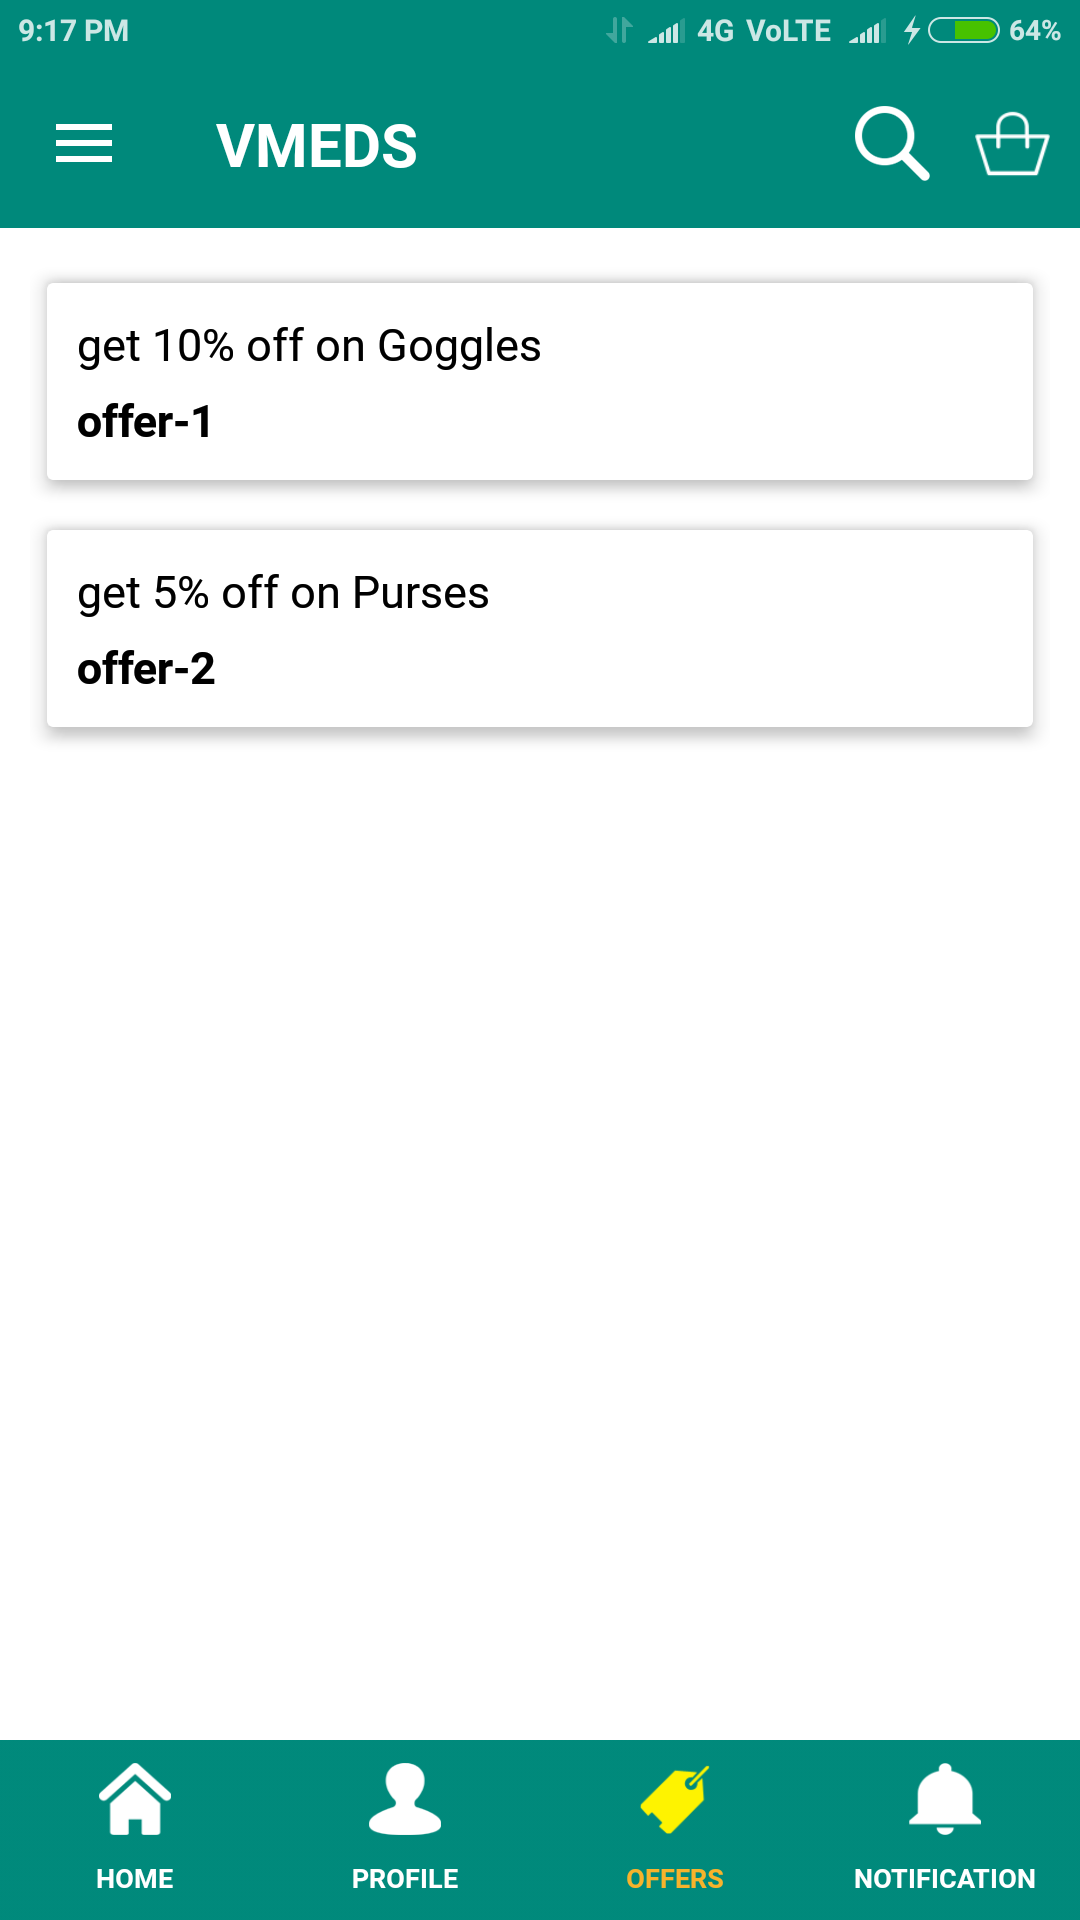 9:17 PM 4G VoLTE 64%
VMEDS
get 10% off on Goggles
offer-1
get 5% off on Purses
offer-2
HOME PROFILE OFFERS NOTIFICATION